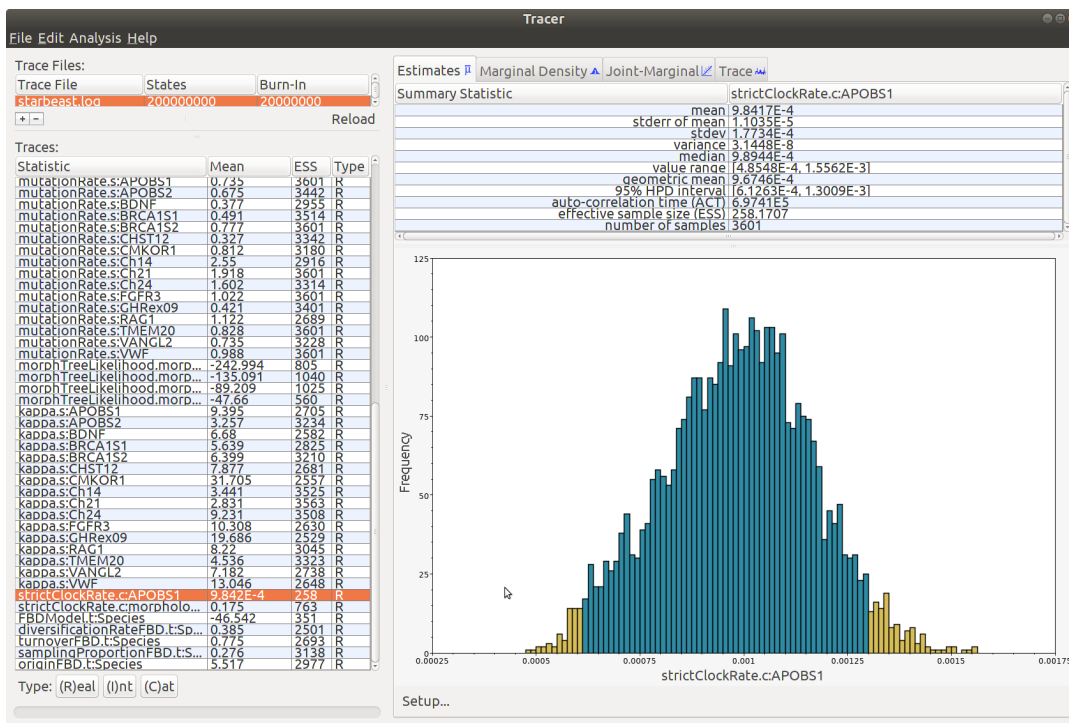 Tracer
File Edit Analysis Help
Trace Files:
Trace File States Burn-In
starbeast.log 200000000 20000000
+ - Reload
Traces:
Statistic Mean ESS Type
mutationRate.s:APOBS1 0.735 3601 R
mutationRate.s:APOBS2 0.675 3442 R
mutationRate.s:BDNF 0.377 2955 R
mutationRate.s:BRCA1S1 0.491 3514 R
mutationRate.s:BRCA1S2 0.777 3601 R
mutationRate.s:CHST12 0.327 3342 R
mutationRate.s:CMKOR1 0.812 3180 R
mutationRate.s:Ch14 2.55 2916 R
mutationRate.s:Ch21 1.918 3601 R
mutationRate.s:Ch24 1.602 3314 R
mutationRate.s:FGFR3 1.022 3601 R
mutationRate.s:GHRex09 0.421 3401 R
mutationRate.s:RAG1 1.122 2689 R
mutationRate.s:TMEM20 0.828 3601 R
mutationRate.s:VANGL2 0.735 3228 R
mutationRate.s:VWF 0.988 3601 R
morphTreeLikelihood.morp... -242.994 805 R
morphTreeLikelihood.morp... -135.091 1040 R
morphTreeLikelihood.morp... -89.209 1025 R
morphTreeLikelihood.morp... -47.66 560 R
kappa.s:APOBS1 9.395 2705 R
kappa.s:APOBS2 3.257 3234 R
kappa.s:BDNF 6.68 2582 R
kappa.s:BRCA1S1 5.639 2825 R
kappa.s:BRCA1S2 6.399 3210 R
kappa.s:CHST12 7.877 2681 R
kappa.s:CMKOR1 31.705 2557 R
kappa.s:Ch14 3.441 3525 R
kappa.s:Ch21 2.831 3563 R
kappa.s:Ch24 9.231 3508 R
kappa.s:FGFR3 10.308 2630 R
kappa.s:GHRex09 19.686 2529 R
kappa.s:RAG1 8.22 3045 R
kappa.s:TMEM20 4.536 3323 R
kappa.s:VANGL2 7.182 2738 R
kappa.s:VWF 13.046 2648 R
strictClockRate.c:APOBS1 9.842E-4 258 R
strictClockRate.c:morpholo... 0.175 763 R
FBDModel.t:Species -46.542 351 R
diversificationRateFBD.t:Sp... 0.385 2501 R
turnoverFBD.t:Species 0.775 2693 R
samplingProportionFBD.t:S... 0.276 3138 R
originFBD.t:Species 5.517 2977 R
Type: (R)eal (I)nt (C)at
Estimates Marginal Density Joint-Marginal Trace
Summary Statistic strictClockRate.c:APOBS1
mean 9.8417E-4
stderr of mean 1.1035E-5
stdev 1.7734E-4
variance 3.1448E-8
median 9.8944E-4
value range [4.8548E-4, 1.5562E-3]
geometric mean 9.6746E-4
95% HPD interval [6.1263E-4, 1.3009E-3]
auto-correlation time (ACT) 6.9741E5
effective sample size (ESS) 258.1707
number of samples 3601
125
100
75
50
25
0
Frequency
0.00025 0.0005 0.00075 0.001 0.00125 0.0015 0.00175
strictClockRate.c:APOBS1
Setup...